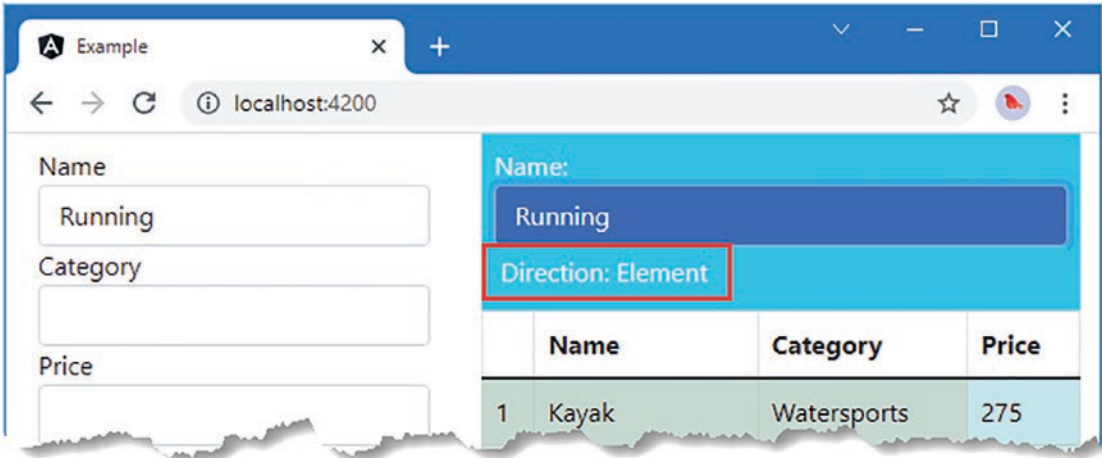 Example
localhost:4200
Name
Running
Category
Price
Name:
Running
Direction: Element
Name Category Price
1 Kayak Watersports 275